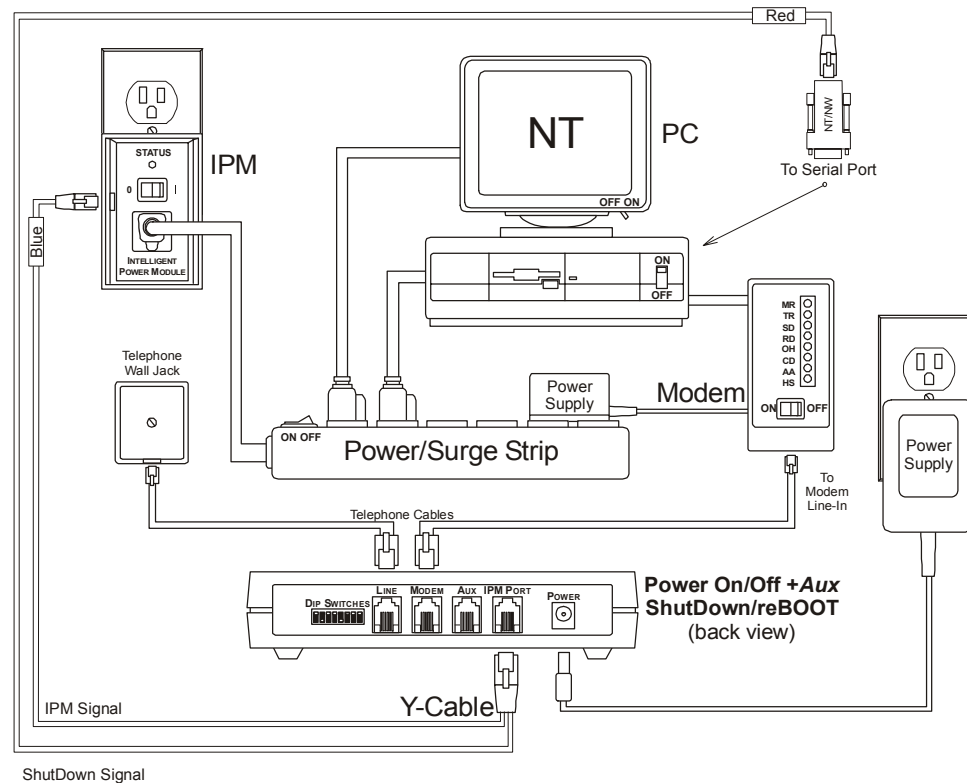 Red
NT/NW
To Serial Port
NT
PC
OFF ON
ON
OFF
STATUS
0 I
INTELLIGENT
POWER MODULE
IPM
Blue
MR
TR
SD
RD
OH
CD
AA
HS
ON OFF
Modem
Telephone
Wall Jack
Power
Supply
ON OFF
Power/Surge Strip
Power
Supply
To
Modem
Line-In
Telephone Cables
DIP SWITCHES
LINE
MODEM
AUX
IPM PORT
POWER
Power On/Off +Aux
ShutDown/reBOOT
(back view)
Y-Cable
IPM Signal
ShutDown Signal